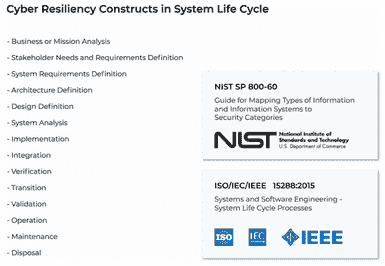 Cyber Resiliency Constructs in System Life Cycle
- Business or Mission Analysis
- Stakeholder Needs and Requirements Definition
- System Requirements Definition
- Architecture Definition
- Design Definition
- System Analysis
- Implementation
- Integration
- Verification
- Transition
- Validation
- Operation
- Maintenance
- Disposal
NiST SP 800-60
Guide for Mapping Types of Information
and Information Systems to
Security Categories
NIST
National Institute of
Standards and Technology
U.S. Department of Commerce
ISO/IEC/IEEE 15288:2015
Systems and Software Engineering -
System Life Cycle Processes
ISO
IEC
IEEE